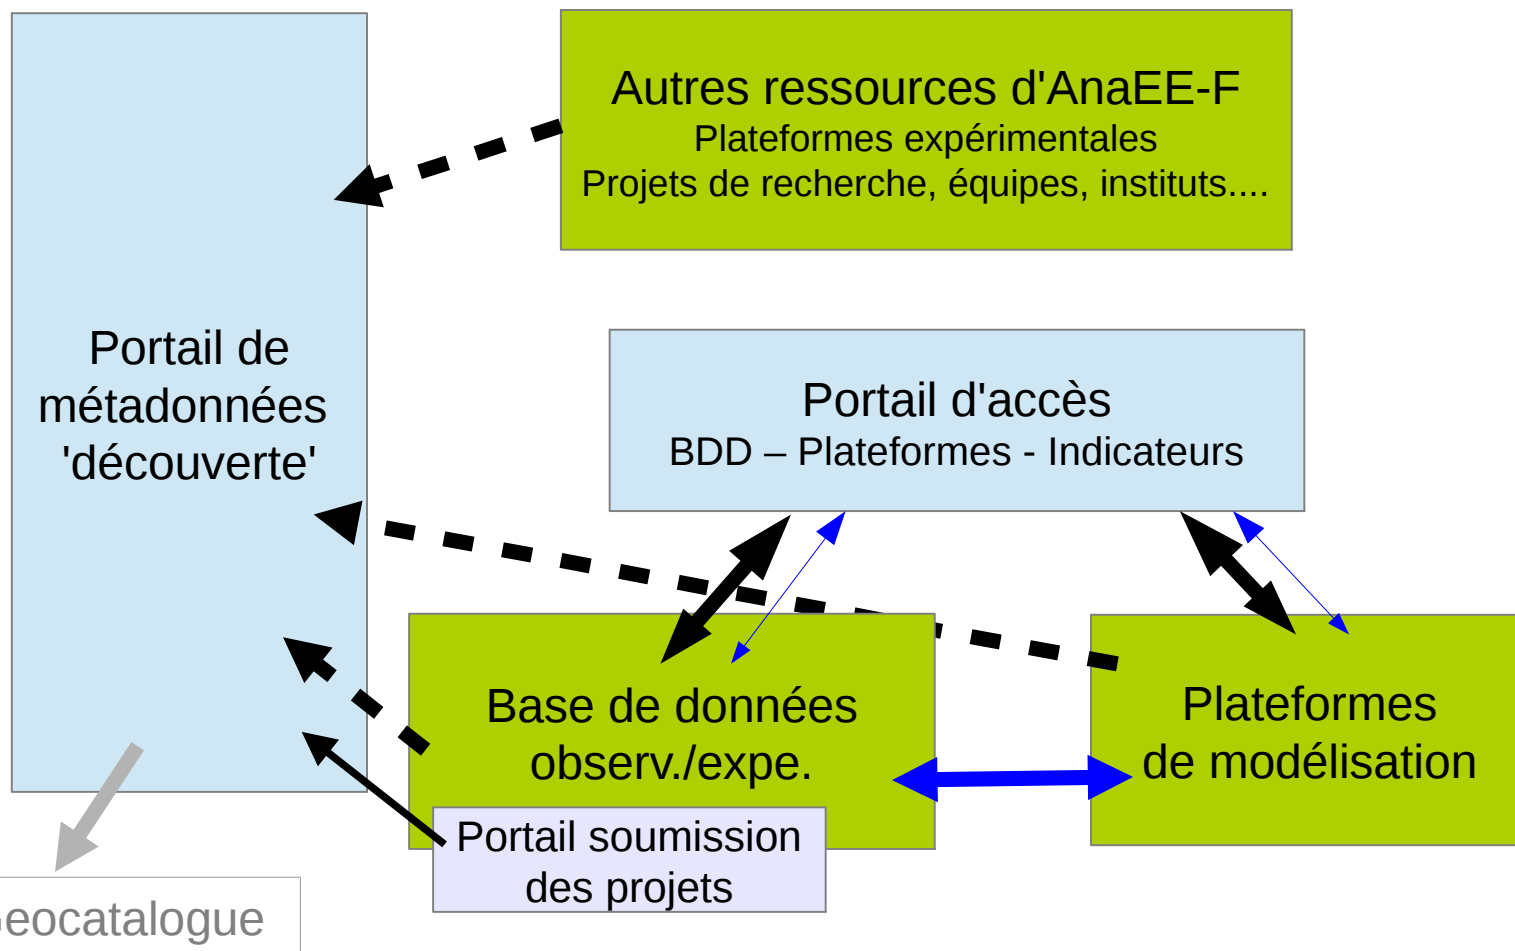 Autres ressources d'AnaEE-F
Plateformes expérimentales
Projets de recherche, équipes, instituts....
Portail de
métadonnées
'découverte'
Portail d'accès
BDD – Plateformes - Indicateurs
Base de données
observ./expe.
Plateformes
de modélisation
Portail soumission
des projets
eocatalogue